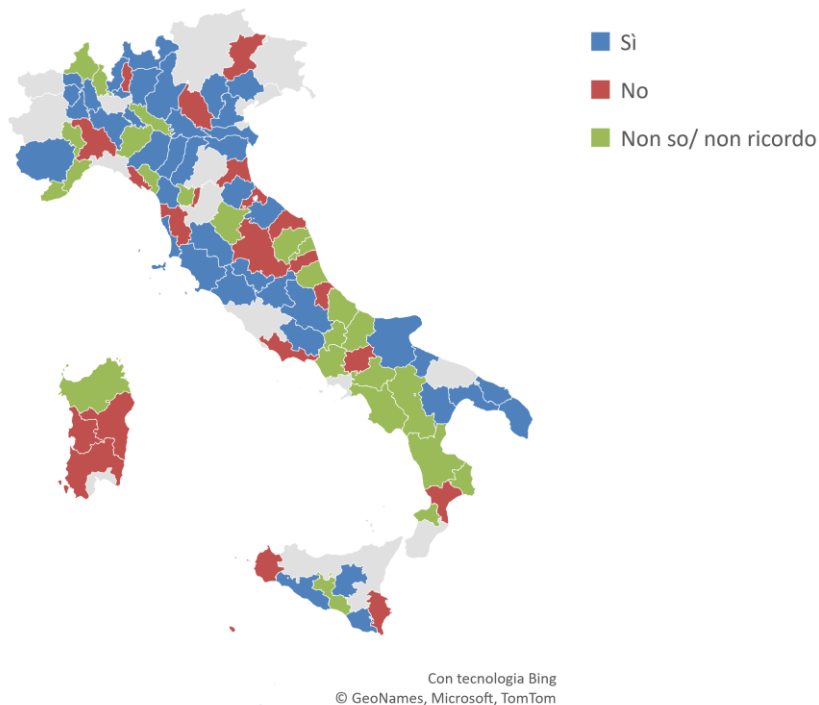 Sì
No
Non so/ non ricordo
Con tecnologia Bing
© GeoNames, Microsoft, TomTom